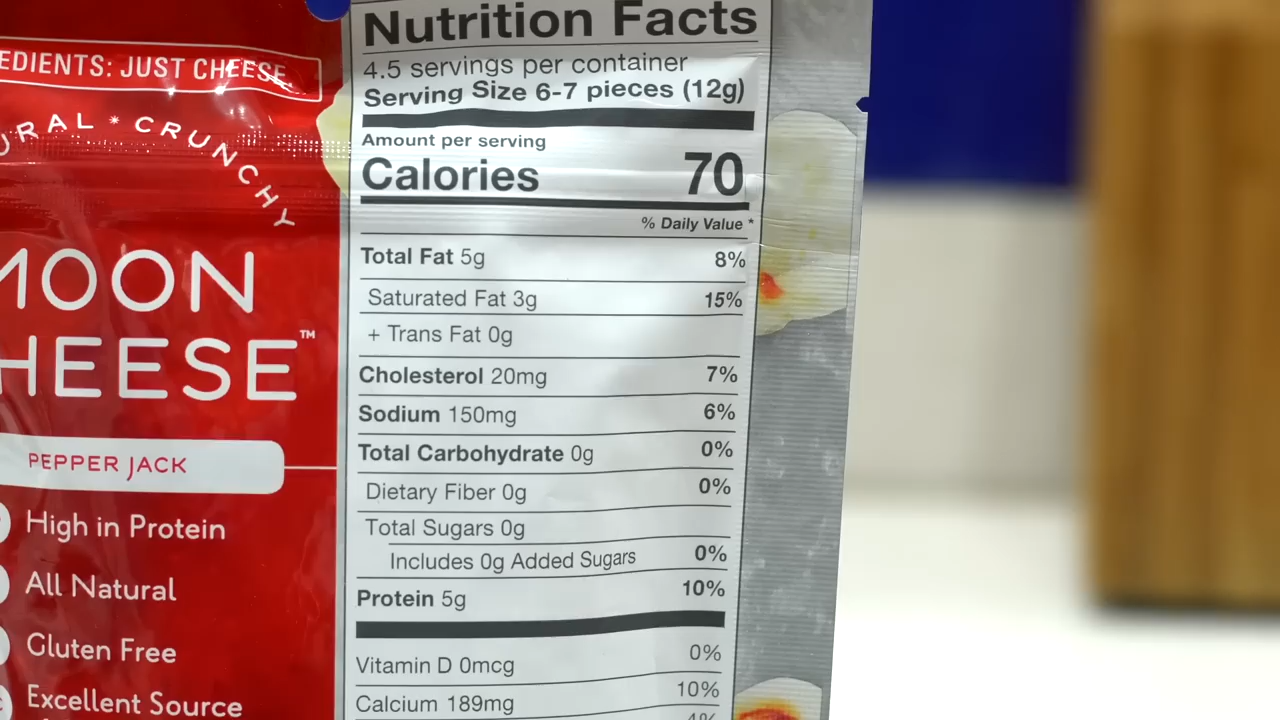 EDIENTS: JUST CHEESE
URAL * CRUNCHY
MOON
HEESE™
PEPPER JACK
High in Protein
All Natural
Gluten Free
Excellent Source
Nutrition Facts
4.5 servings per container
Serving Size 6-7 pieces (12g)
Amount per serving
Calories 70
% Daily Value *
Total Fat 5g 8%
Saturated Fat 3g 15%
+ Trans Fat 0g
Cholesterol 20mg 7%
Sodium 150mg 6%
Total Carbohydrate 0g 0%
Dietary Fiber 0g 0%
Total Sugars 0g
Includes 0g Added Sugars 0%
Protein 5g 10%
Vitamin D 0mcg 0%
Calcium 189mg 10%